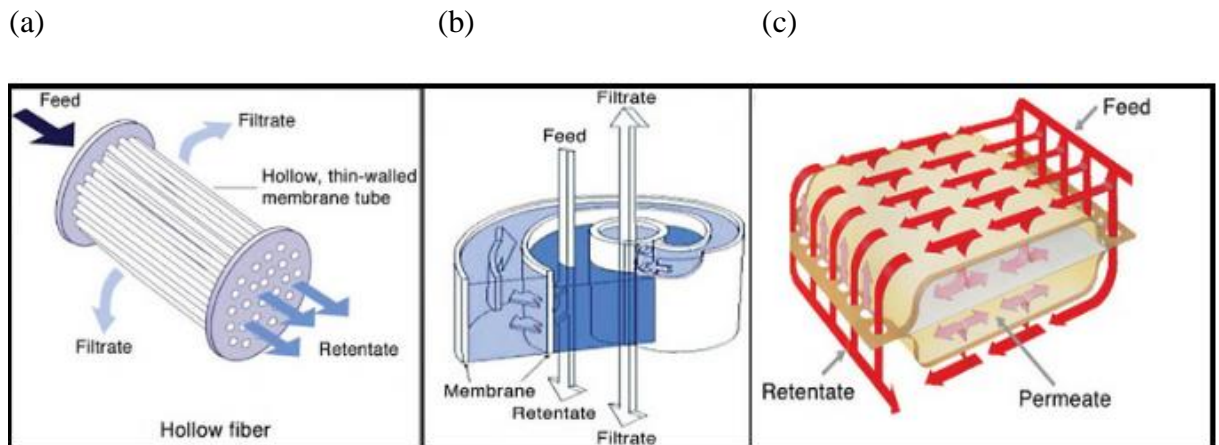 (a)
(b)
(c)
Feed
Filtrate
Hollow, thin-walled
membrane tube
Filtrate
Retentate
Hollow fiber
Filtrate
Feed
Membrane
Retentate
Filtrate
Feed
Retentate
Permeate